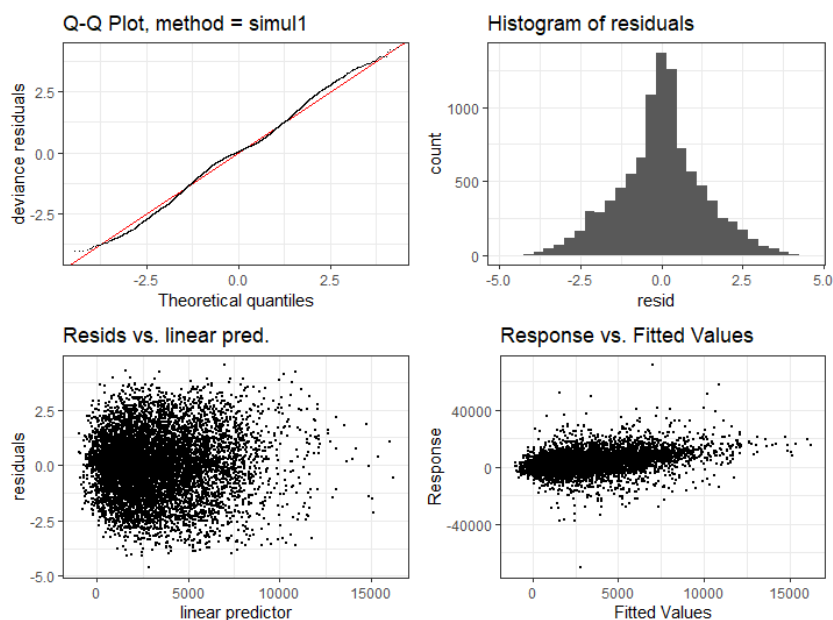 Q-Q Plot, method = simul1
deviance residuals
2.5
0.0
-2.5
-2.5
0.0
2.5
Theoretical quantiles
Histogram of residuals
count
1000
500
0
-5.0
-2.5
0.0
2.5
5.0
resid
Resids vs. linear pred.
residuals
2.5
0.0
-2.5
-5.0
0
5000
10000
15000
linear predictor
Response vs. Fitted Values
Response
40000
0
-40000
0
5000
10000
15000
Fitted Values